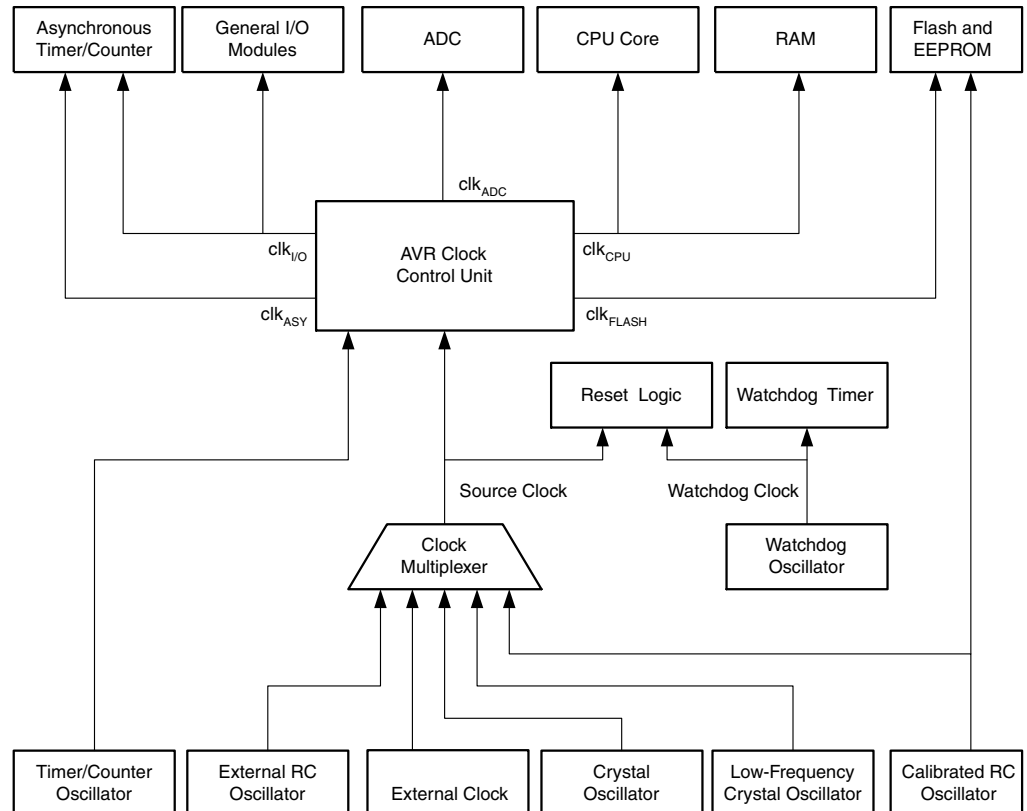 Asynchronous
Timer/Counter
General I/O
Modules
ADC
CPU Core
RAM
Flash and
EEPROM
clkADC
clkI/O
AVR Clock
Control Unit
clkCPU
clkASY
clkFLASH
Reset Logic
Watchdog Timer
Source Clock
Watchdog Clock
Clock
Multiplexer
Watchdog
Oscillator
Timer/Counter
Oscillator
External RC
Oscillator
External Clock
Crystal
Oscillator
Low-Frequency
Crystal Oscillator
Calibrated RC
Oscillator